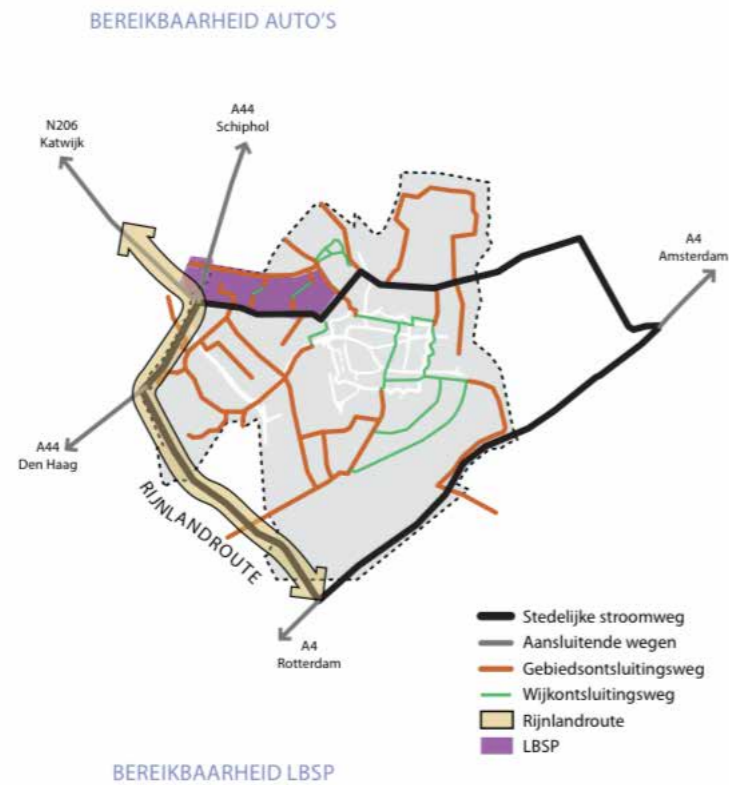 BEREIKBAARHEID AUTO'S
A44
Schiphol
N206
Katwijk
A4
Amsterdam
A44
Den Haag
RIJNLANDROUTE
A4
Rotterdam
Stedelijke stroomweg
Aansluitende wegen
Gebiedsontsluitingsweg
Wijkontsluitingsweg
Rijnlandroute
LBSP
BEREIKBAARHEID LBSP